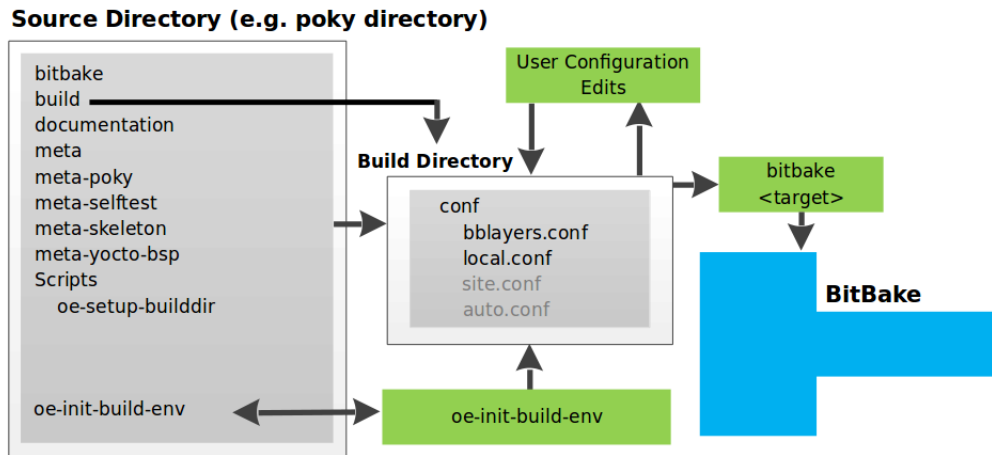 Source Directory (e.g. poky directory)
bitbake
build
documentation
meta
meta-poky
meta-selftest
meta-skeleton
meta-yocto-bsp
Scripts
oe-setup-builddir
oe-init-build-env
User Configuration
Edits
Build Directory
conf
bblayers.conf
local.conf
site.conf
auto.conf
oe-init-build-env
bitbake
<target>
BitBake